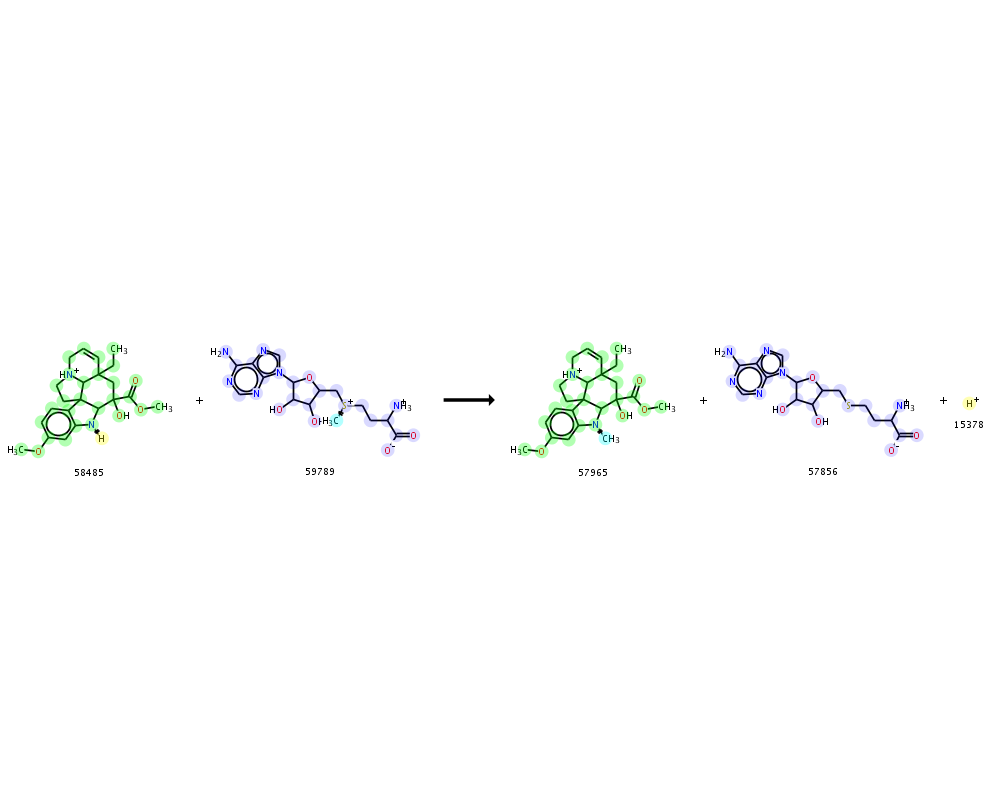 CH₃
HN⁺
O
O CH₃
OH
N
H
H₃C O
58485
+
H₂N
N
N
N
N
O
HO
OH
H₃C
S⁺
NH₃⁺
O
O⁻
59789
CH₃
HN⁺
O
O CH₃
OH
N
CH₃
H₃C O
57965
+
H₂N
N
N
N
N
O
HO
OH
S
NH₃⁺
O
O⁻
57856
+
H⁺
15378